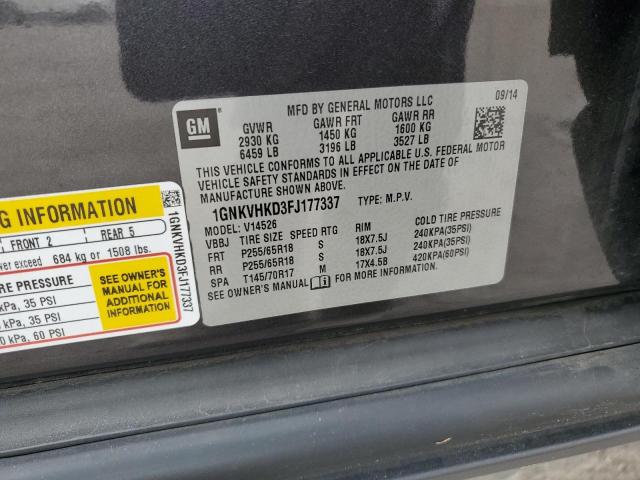 MFD BY GENERAL MOTORS LLC 09/14
GM
GVWR GAWR FRT GAWR RR
2930 KG 1450 KG 1600 KG
6459 LB 3196 LB 3527 LB
THIS VEHICLE CONFORMS TO ALL APPLICABLE U.S. FEDERAL MOTOR
VEHICLE SAFETY STANDARDS IN EFFECT ON THE DATE OF
MANUFACTURE SHOWN ABOVE.
1GNKVHKD3FJ177337 TYPE: M.P.V.
MODEL: V14526
VBBJ TIRE SIZE SPEED RTG RIM COLD TIRE PRESSURE
FRT P255/65R18 S 18X7.5J 240KPA(35PSI)
RR P255/65R18 S 18X7.5J 240KPA(35PSI)
SPA T145/70R17 M 17X4.5B 420KPA(60PSI)
SEE OWNER'S MANUAL FOR MORE INFORMATION.
G INFORMATION
FRONT 2 REAR 5
exceed 684 kg or 1508 lbs.
RE PRESSURE
kPa, 35 PSI
kPa, 35 PSI
kPa, 60 PSI
SEE OWNER'S
MANUAL FOR
ADDITIONAL
INFORMATION
1GNKVHKD3FJ177337